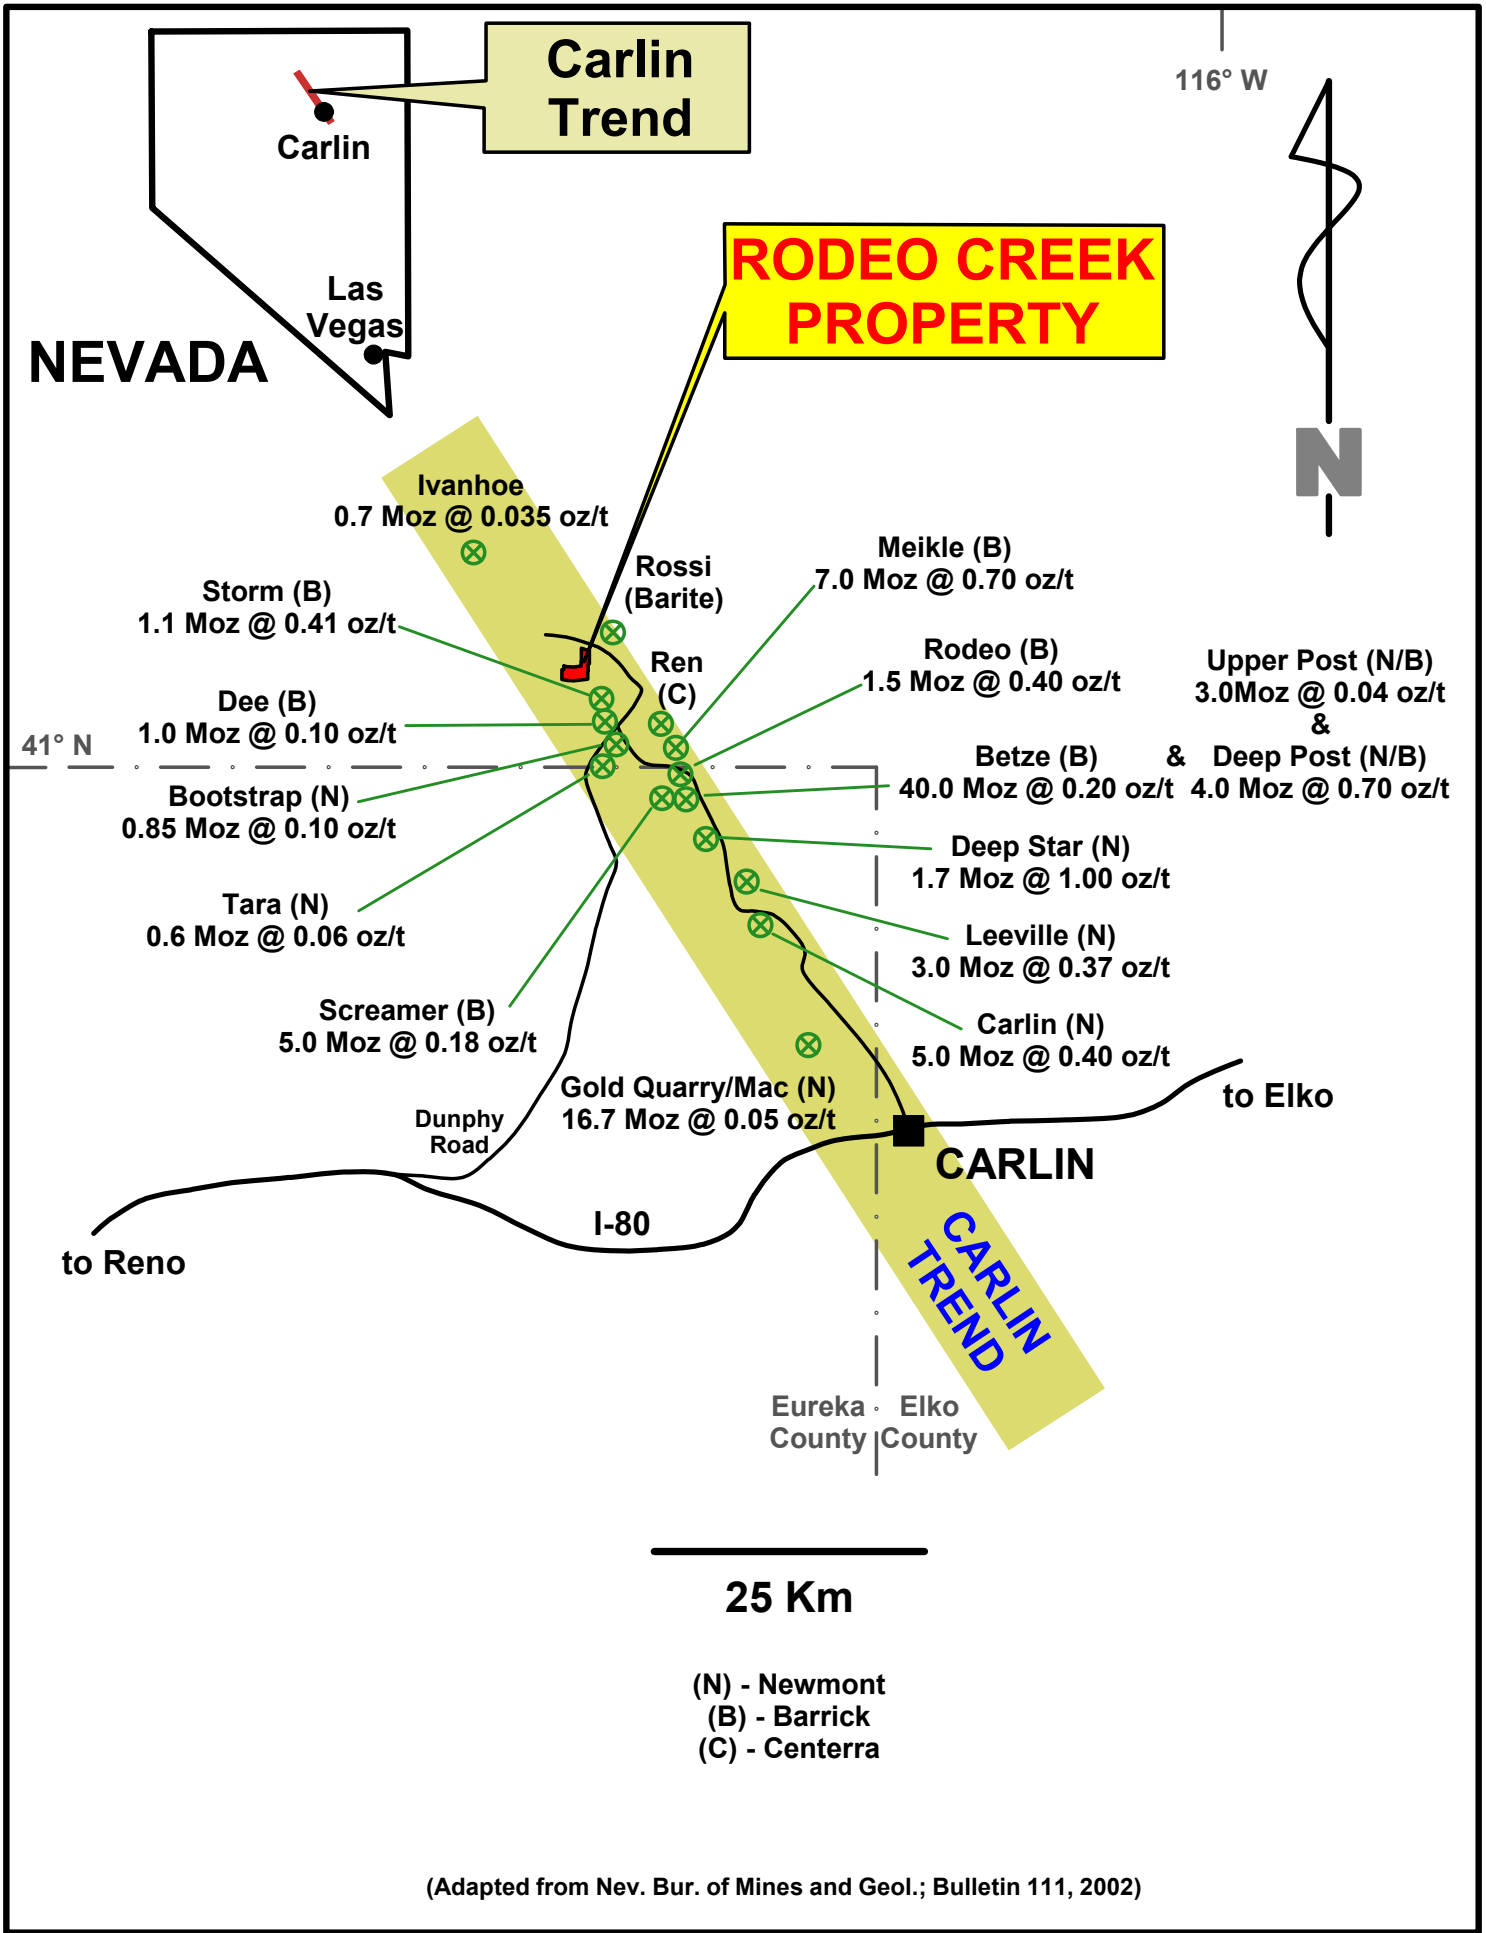 Carlin
Trend
116° W
Carlin
RODEO CREEK
PROPERTY
Las
Vegas
NEVADA
N
Ivanhoe
0.7 Moz @ 0.035 oz/t
Rossi
(Barite)
Meikle (B)
7.0 Moz @ 0.70 oz/t
Storm (B)
1.1 Moz @ 0.41 oz/t
Ren
(C)
Rodeo (B)
1.5 Moz @ 0.40 oz/t
Upper Post (N/B)
3.0Moz @ 0.04 oz/t
&
Dee (B)
1.0 Moz @ 0.10 oz/t
41° N
Betze (B) & Deep Post (N/B)
40.0 Moz @ 0.20 oz/t 4.0 Moz @ 0.70 oz/t
Bootstrap (N)
0.85 Moz @ 0.10 oz/t
Deep Star (N)
1.7 Moz @ 1.00 oz/t
Tara (N)
0.6 Moz @ 0.06 oz/t
Leeville (N)
3.0 Moz @ 0.37 oz/t
Screamer (B)
5.0 Moz @ 0.18 oz/t
Carlin (N)
5.0 Moz @ 0.40 oz/t
Gold Quarry/Mac (N)
16.7 Moz @ 0.05 oz/t
to Elko
Dunphy
Road
CARLIN
I-80
to Reno
CARLIN
TREND
Eureka
County
Elko
County
25 Km
(N) - Newmont
(B) - Barrick
(C) - Centerra
(Adapted from Nev. Bur. of Mines and Geol.; Bulletin 111, 2002)